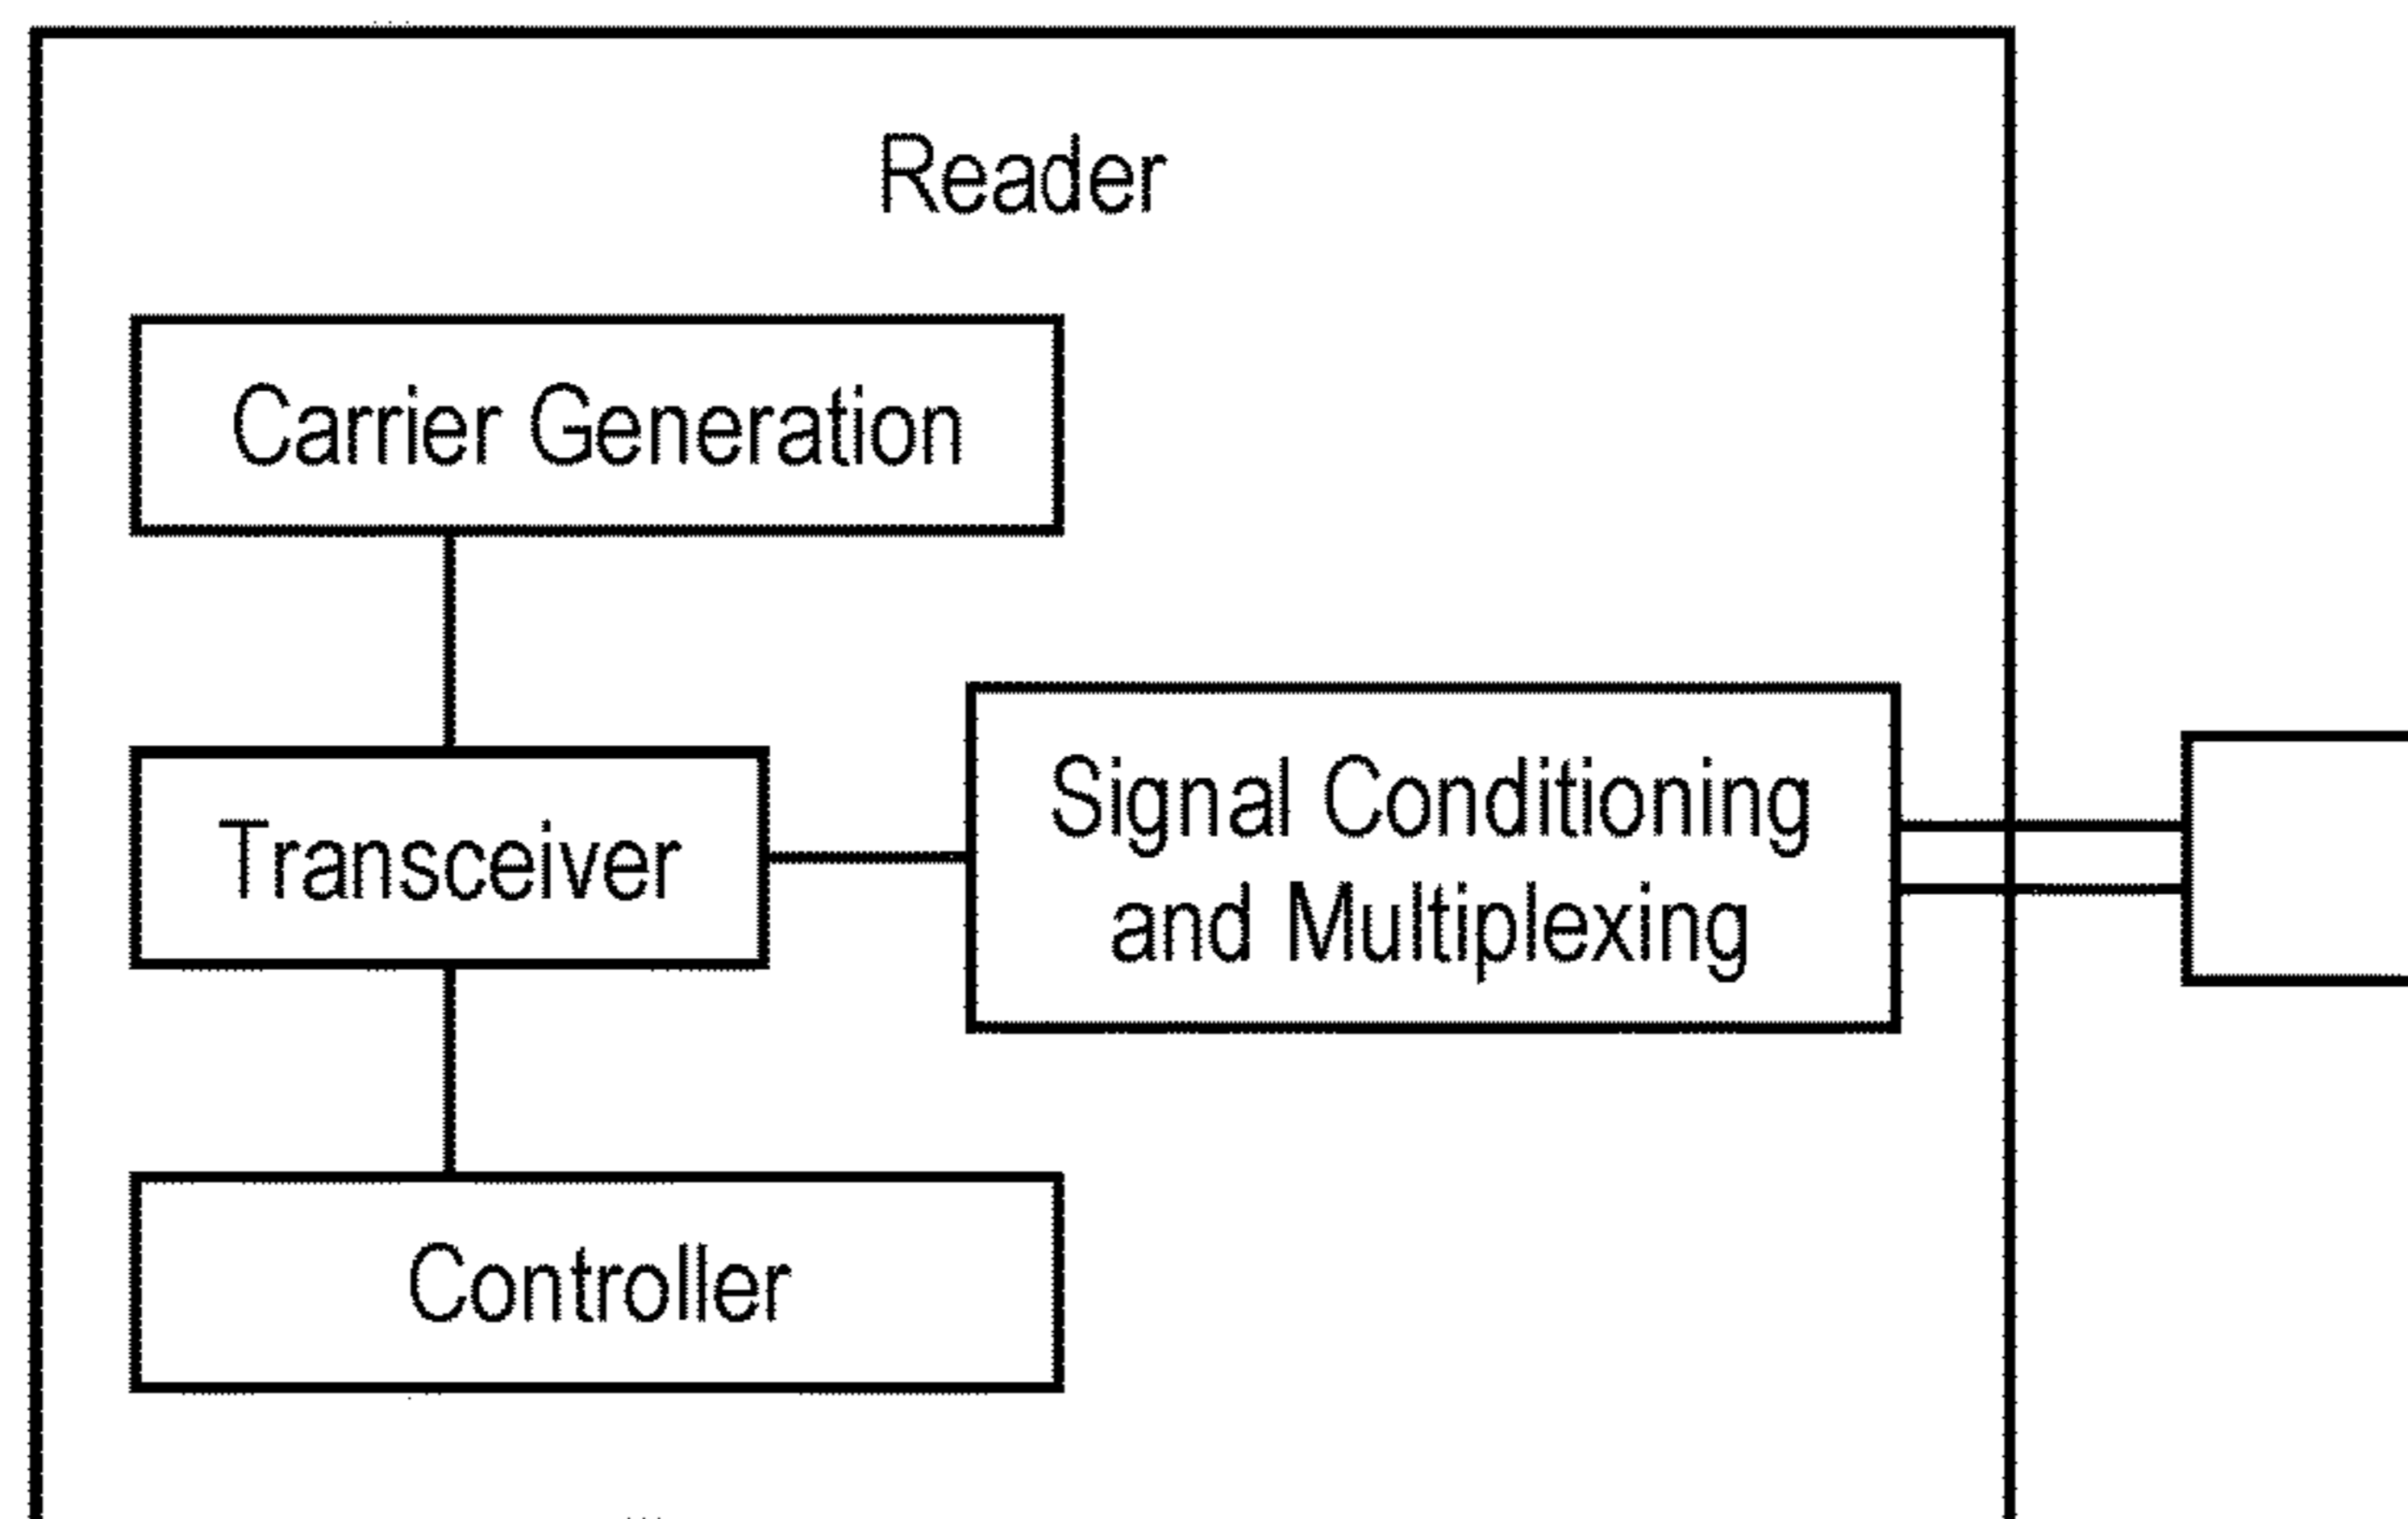 Reader
Carrier Generation
Transceiver
Signal Conditioning
and Multiplexing
Controller